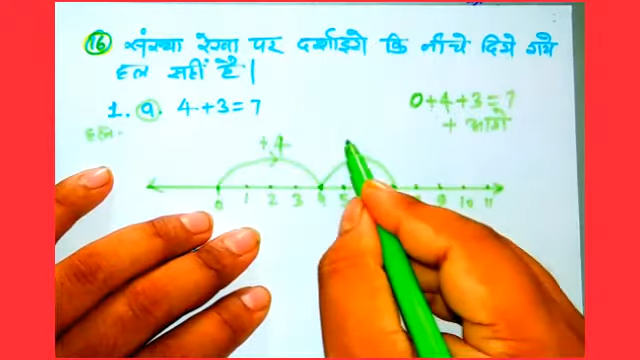 16 संख्या रेखा पर दर्शाइये कि नीचे दिये गये
हल सही है।
1. a. 4+3=7
0+4+3=7
+ आगे
हल-
+4
0 1 2 3 4 5 9 10 11